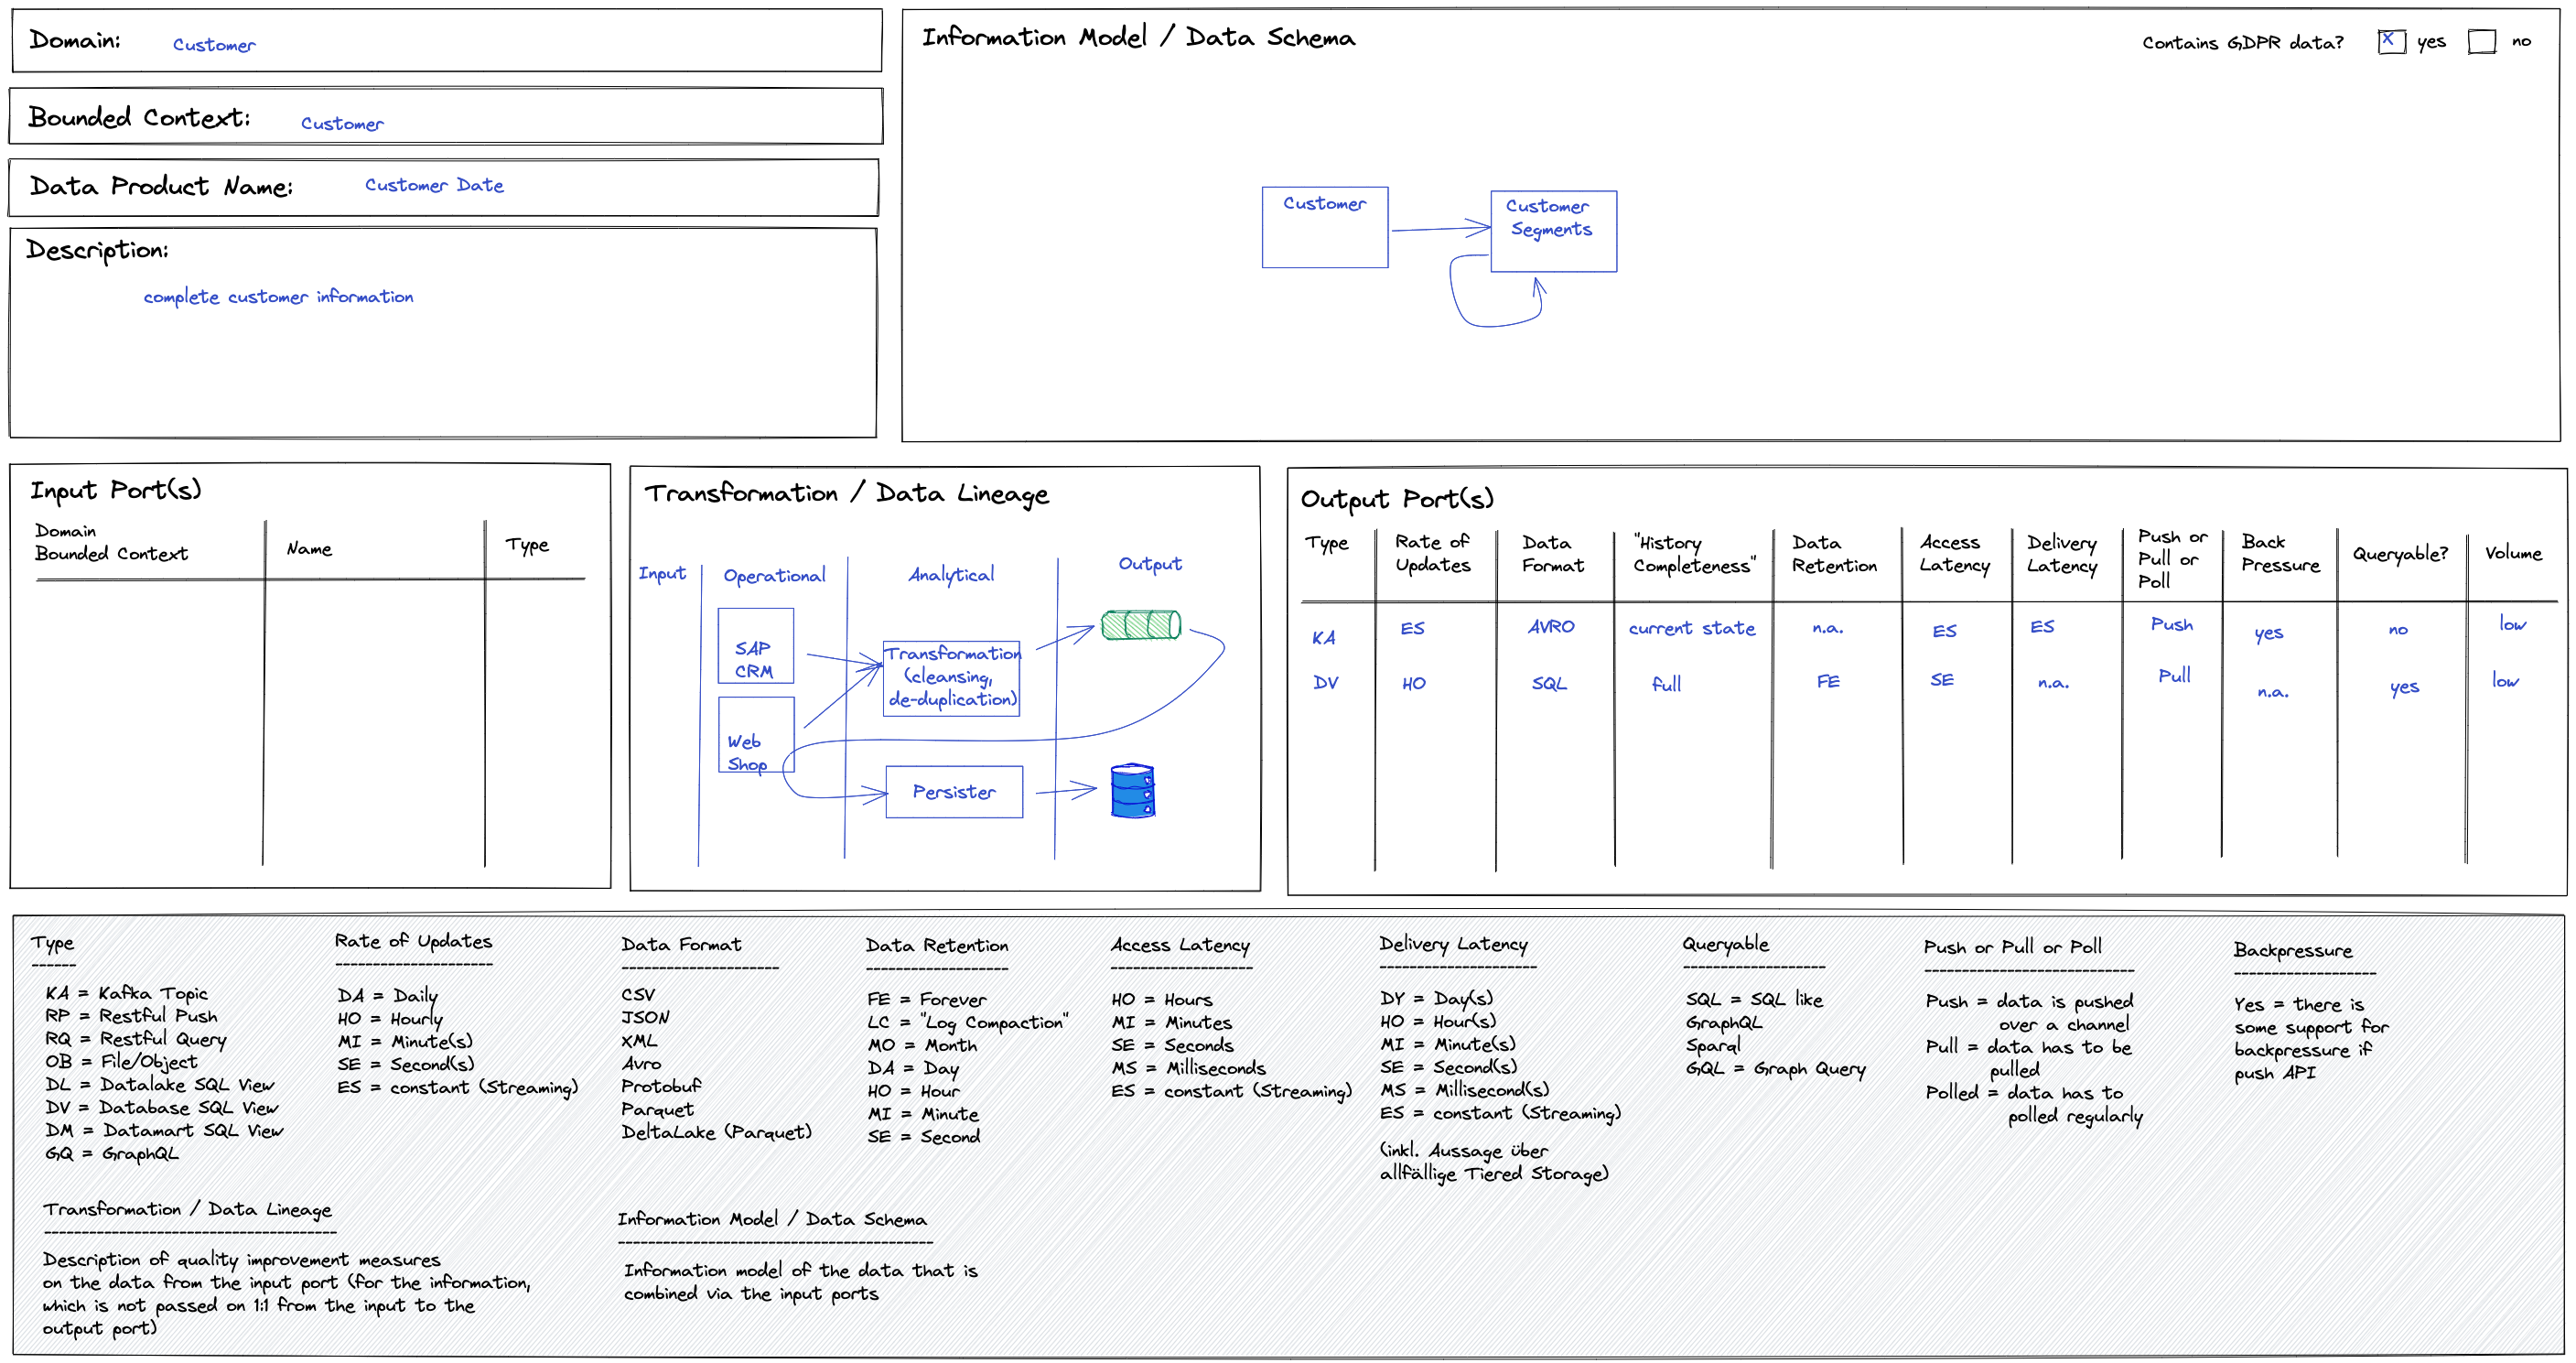 Domain: Customer
Bounded Context: Customer
Data Product Name: Customer Date
Description:
complete customer information
Information Model / Data Schema
Contains GDPR data? x yes no
Customer
Customer
Segments
Input Port(s)
Domain
Bounded Context
Name
Type
Transformation / Data Lineage
Input
Operational
Analytical
Output
SAP
CRM
Web
Shop
Transformation
(cleansing,
de-duplication)
Persister
Output Port(s)
Type
Rate of
Updates
Data
Format
"History
Completeness"
Data
Retention
Access
Latency
Delivery
Latency
Push or
Pull or
Poll
Back
Pressure
Queryable?
Volume
KA ES AVRO current state n.a. ES ES Push yes no low
DV HO SQL full FE SE n.a. Pull n.a. yes low
Type
------
KA = Kafka Topic
RP = Restful Push
RQ = Restful Query
OB = File/Object
DL = Datalake SQL View
DV = Database SQL View
DM = Datamart SQL View
GQ = GraphQL
Rate of Updates
---------------------
DA = Daily
HO = Hourly
MI = Minute(s)
SE = Second(s)
ES = constant (Streaming)
Data Format
---------------------
CSV
JSON
XML
Avro
Protobuf
Parquet
DeltaLake (Parquet)
Data Retention
-------------------
FE = Forever
LC = "Log Compaction"
MO = Month
DA = Day
HO = Hour
MI = Minute
SE = Second
Access Latency
-------------------
HO = Hours
MI = Minutes
SE = Seconds
MS = Milliseconds
ES = constant (Streaming)
Delivery Latency
---------------------
DY = Day(s)
HO = Hour(s)
MI = Minute(s)
SE = Second(s)
MS = Millisecond(s)
ES = constant (Streaming)
(inkl. Aussage über
allfällige Tiered Storage)
Queryable
-------------------
SQL = SQL like
GraphQL
Sparql
GQL = Graph Query
Push or Pull or Poll
----------------------------
Push = data is pushed
over a channel
Pull = data has to be
pulled
Polled = data has to
polled regularly
Backpressure
-------------------
Yes = there is
some support for
backpressure if
push API
Transformation / Data Lineage
---------------------------------------
Description of quality improvement measures
on the data from the input port (for the information,
which is not passed on 1:1 from the input to the
output port)
Information Model / Data Schema
------------------------------------------
Information model of the data that is
combined via the input ports